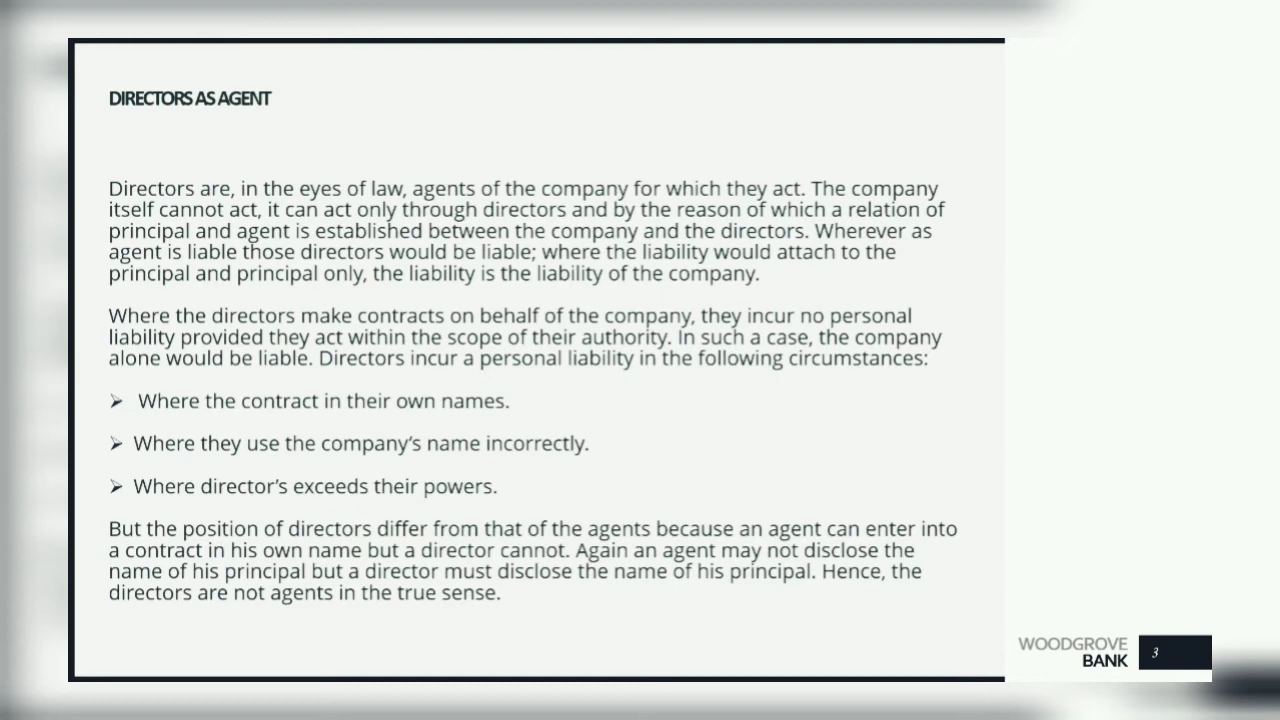 DIRECTORS AS AGENT
Directors are, in the eyes of law, agents of the company for which they act. The company
itself cannot act, it can act only through directors and by the reason of which a relation of
principal and agent is established between the company and the directors. Wherever as
agent is liable those directors would be liable; where the liability would attach to the
principal and principal only, the liability is the liability of the company.
Where the directors make contracts on behalf of the company, they incur no personal
liability provided they act within the scope of their authority. In such a case, the company
alone would be liable. Directors incur a personal liability in the following circumstances:
➢ Where the contract in their own names.
➢ Where they use the company’s name incorrectly.
➢ Where director’s exceeds their powers.
But the position of directors differ from that of the agents because an agent can enter into
a contract in his own name but a director cannot. Again an agent may not disclose the
name of his principal but a director must disclose the name of his principal. Hence, the
directors are not agents in the true sense.
WOODGROVE
BANK
3